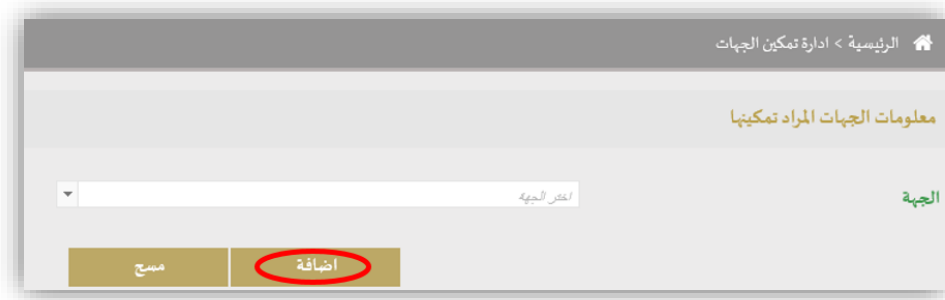 الرئيسية > ادارة تمكين الجهات
معلومات الجهات المراد تمكينها
الجهة
اختر الجهة
اضافة
مسح